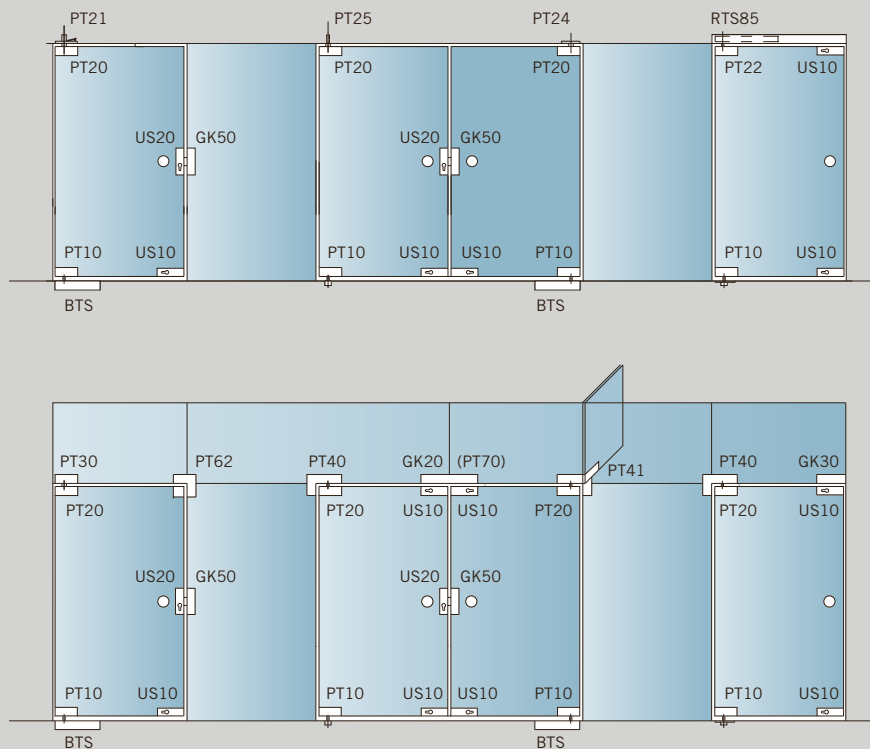 PT21 PT25 PT24 RTS85
PT20 PT20 PT20 PT22 US10
US20 GK50 US20 GK50
PT10 US10 PT10 US10 US10 PT10 PT10 US10
BTS BTS
PT30 PT62 PT40 GK20 (PT70) PT41 PT40 GK30
PT20 PT20 US10 US10 PT20 PT20 US10
US20 GK50 US20 GK50
PT10 US10 PT10 US10 US10 PT10 PT10 US10
BTS BTS